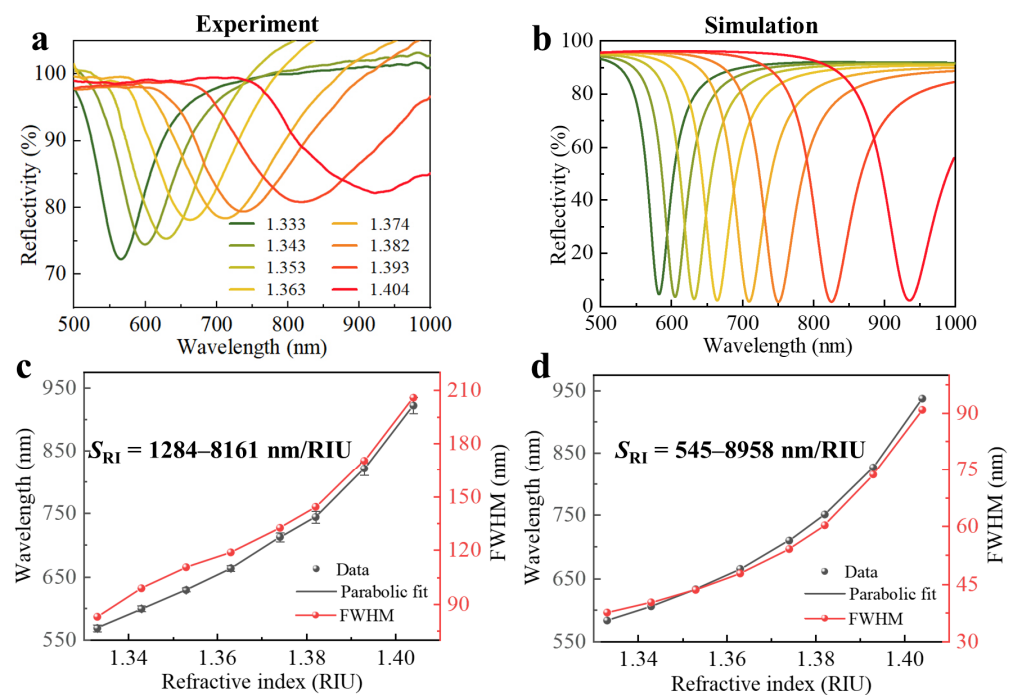 Experiment
a
Reflectivity (%)
100
90
80
70
1.333
1.343
1.353
1.363
1.374
1.382
1.393
1.404
500 600 700 800 900 1000
Wavelength (nm)
Simulation
b
Reflectivity (%)
100
80
60
40
20
0
500 600 700 800 900 1000
Wavelength (nm)
c
Wavelength (nm)
950
850
750
650
550
S_RI = 1284–8161 nm/RIU
Data
Parabolic fit
FWHM
210
180
150
120
90
FWHM (nm)
1.34 1.36 1.38 1.40
Refractive index (RIU)
d
Wavelength (nm)
950
850
750
650
550
S_RI = 545–8958 nm/RIU
Data
Parabolic fit
FWHM
90
75
60
45
30
FWHM (nm)
1.34 1.36 1.38 1.40
Refractive index (RIU)